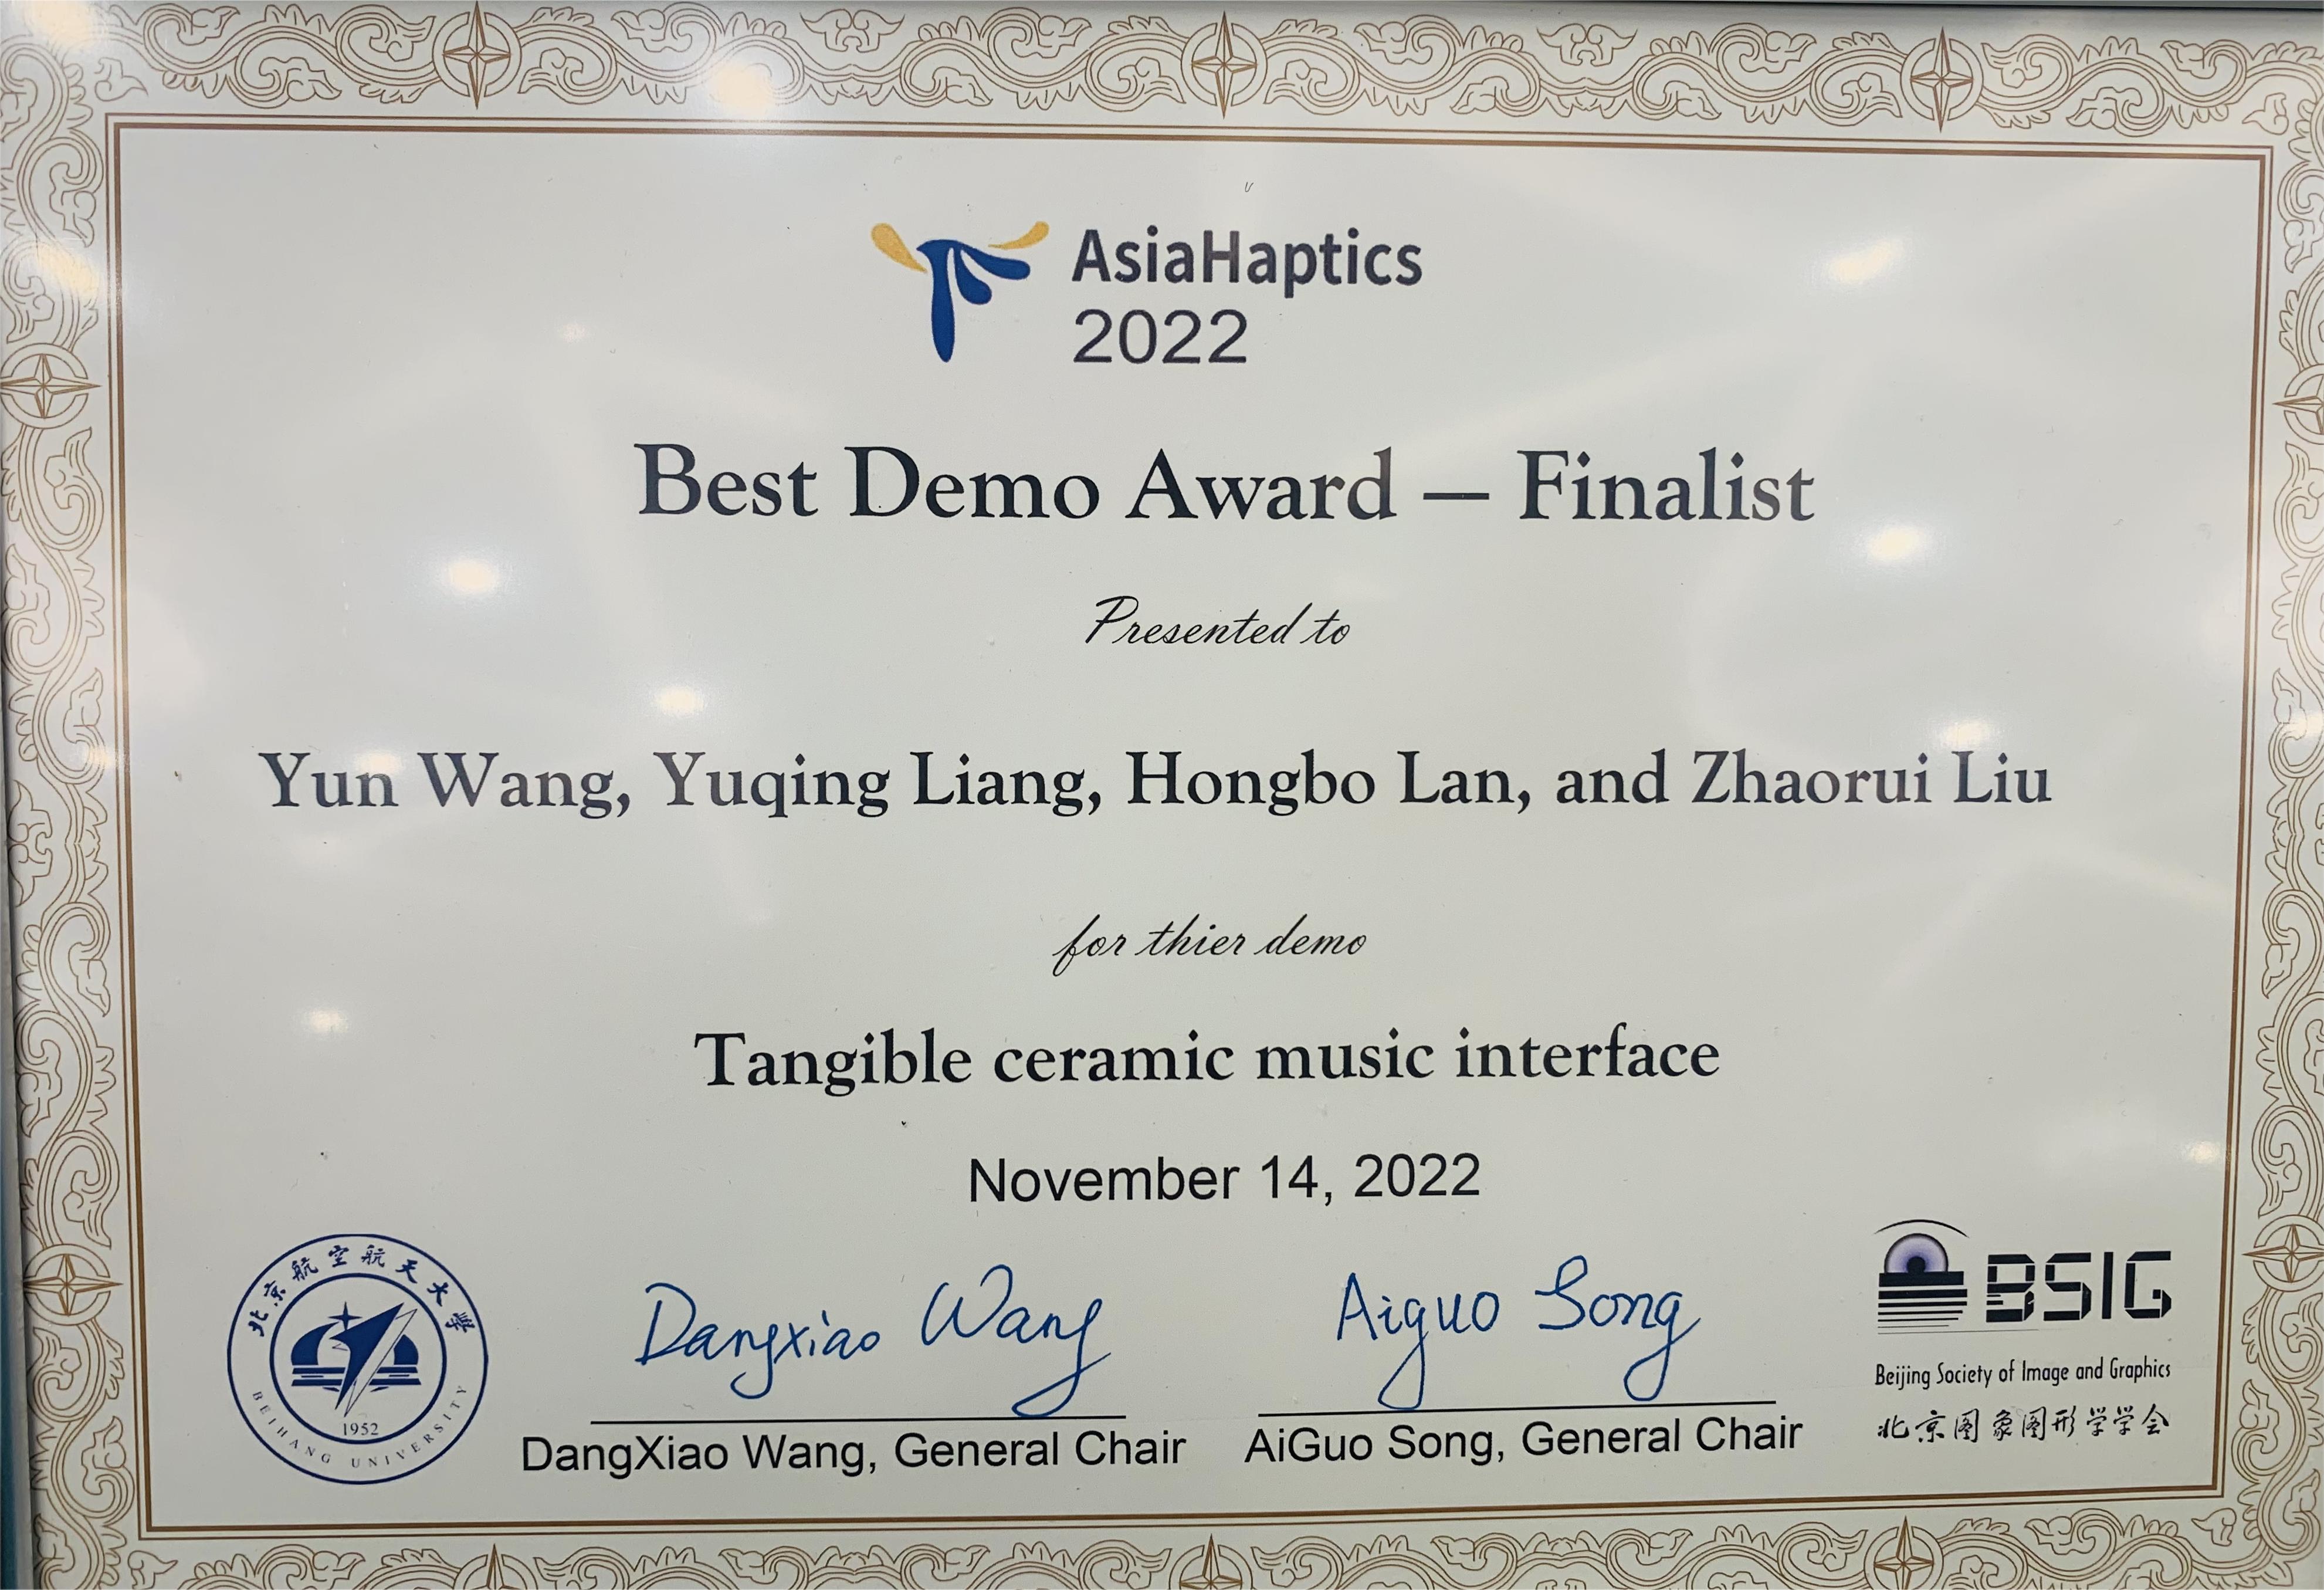 AsiaHaptics
2022
Best Demo Award – Finalist
Presented to
Yun Wang, Yuqing Liang, Hongbo Lan, and Zhaorui Liu
for thier demo
Tangible ceramic music interface
November 14, 2022
北京航空航天大学
1952
BEIHANG UNIVERSITY
Dangxiao Wang
DangXiao Wang, General Chair
Aiguo Song
AiGuo Song, General Chair
BSIG
Beijing Society of Image and Graphics
北京图象图形学学会